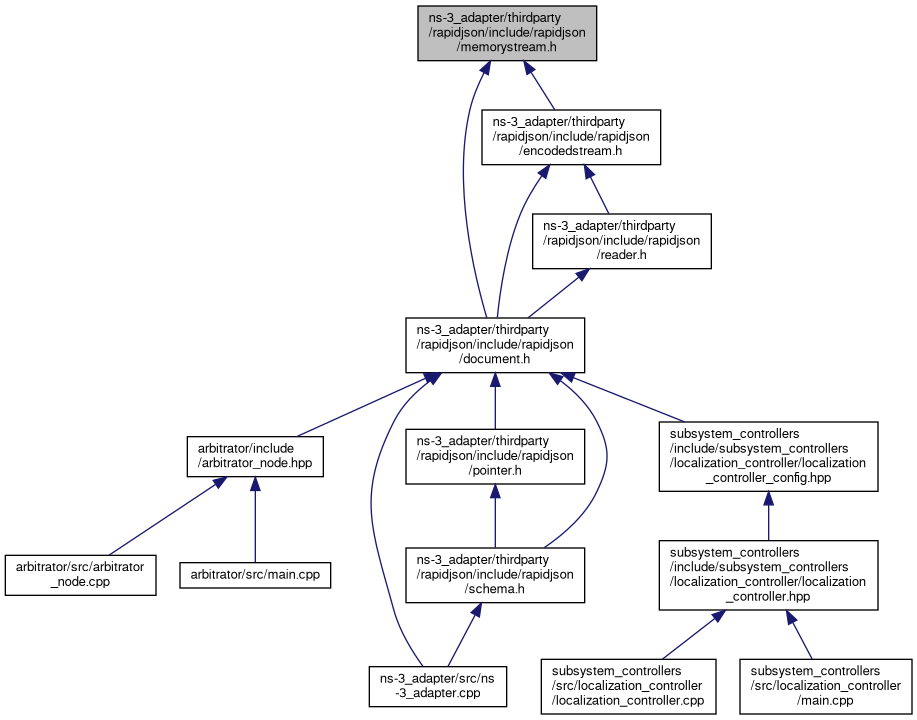 ns-3_adapter/thirdparty
/rapidjson/include/rapidjson
/memorystream.h
ns-3_adapter/thirdparty
/rapidjson/include/rapidjson
/encodedstream.h
ns-3_adapter/thirdparty
/rapidjson/include/rapidjson
/reader.h
ns-3_adapter/thirdparty
/rapidjson/include/rapidjson
/document.h
arbitrator/include
/arbitrator_node.hpp
ns-3_adapter/thirdparty
/rapidjson/include/rapidjson
/pointer.h
subsystem_controllers
/include/subsystem_controllers
/localization_controller/localization
_controller_config.hpp
arbitrator/src/arbitrator
_node.cpp
arbitrator/src/main.cpp
ns-3_adapter/thirdparty
/rapidjson/include/rapidjson
/schema.h
subsystem_controllers
/include/subsystem_controllers
/localization_controller/localization
_controller.hpp
ns-3_adapter/src/ns
-3_adapter.cpp
subsystem_controllers
/src/localization_controller
/localization_controller.cpp
subsystem_controllers
/src/localization_controller
/main.cpp